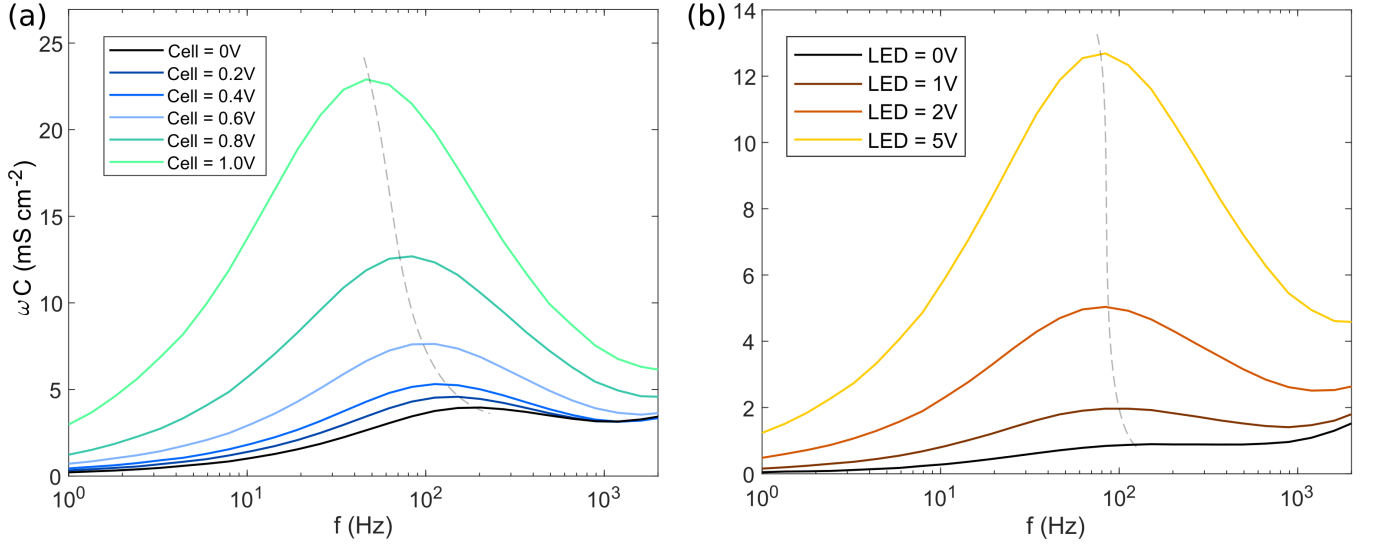 (a)
25
20
15
10
5
0
ωC (mS cm⁻²)
Cell = 0V
Cell = 0.2V
Cell = 0.4V
Cell = 0.6V
Cell = 0.8V
Cell = 1.0V
10⁰ 10¹ 10² 10³
f (Hz)
(b)
14
12
10
8
6
4
2
0
LED = 0V
LED = 1V
LED = 2V
LED = 5V
10⁰ 10¹ 10² 10³
f (Hz)